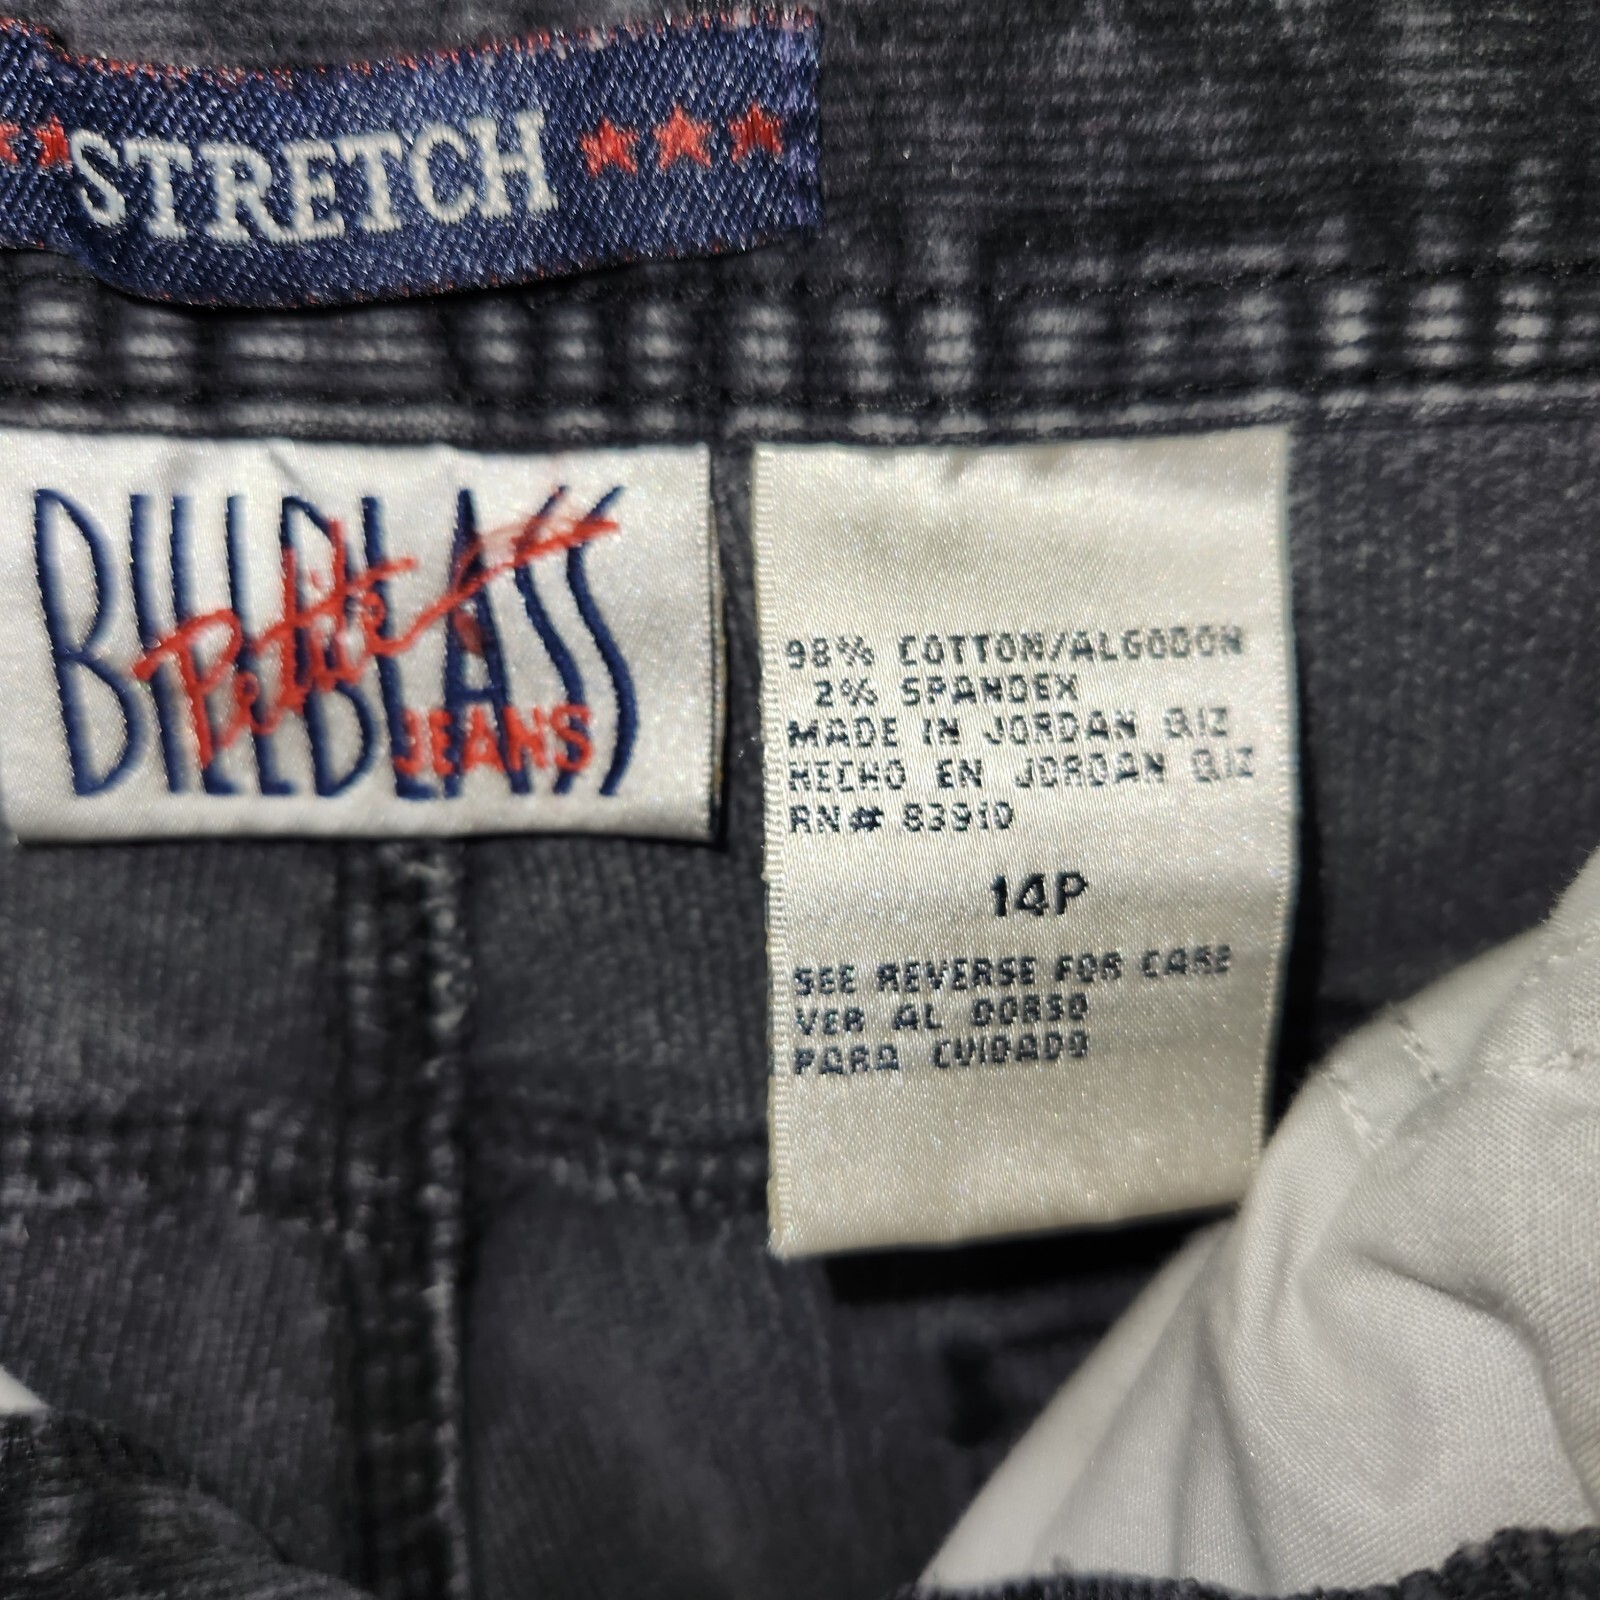 STRETCH
BILL BLASS
Petite
JEANS
98% COTTON/ALGODON
2% SPANDEX
MADE IN JORDAN QIZ
HECHO EN JORDAN QIZ
RN# 83910
14P
SEE REVERSE FOR CARE
VER AL DORSO
PARA CUIDADO